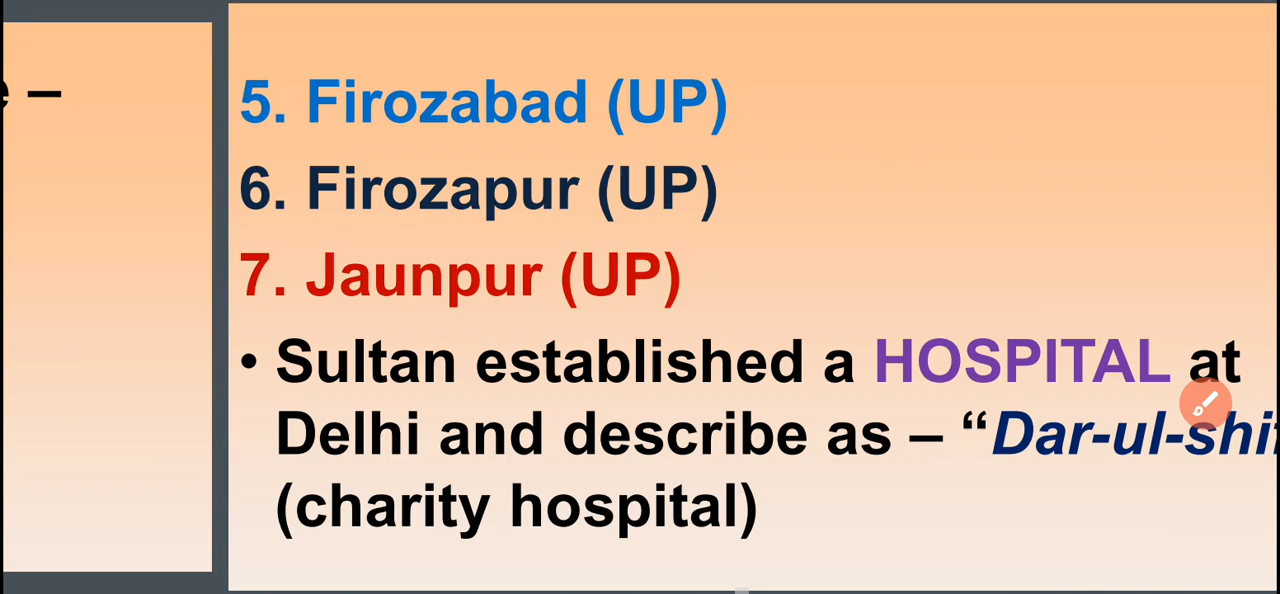 –
5. Firozabad (UP)
6. Firozapur (UP)
7. Jaunpur (UP)
• Sultan established a HOSPITAL at
Delhi and describe as – “
(charity hospital)